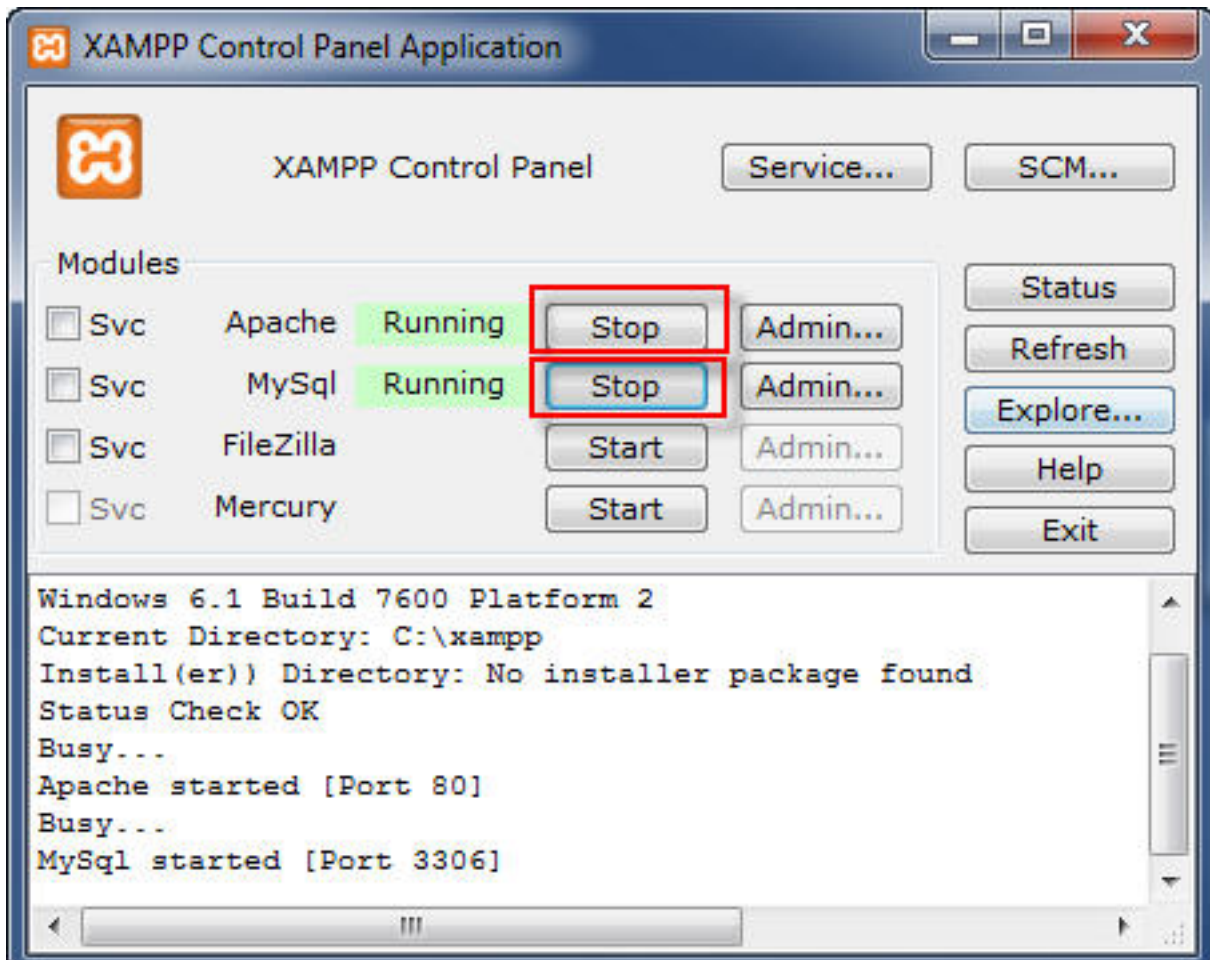 XAMPP Control Panel Application
XAMPP Control Panel Service... SCM...
Modules
Svc Apache Running Stop Admin...
Svc MySql Running Stop Admin...
Svc FileZilla Start Admin...
Svc Mercury Start Admin...
Status
Refresh
Explore...
Help
Exit
Windows 6.1 Build 7600 Platform 2
Current Directory: C:\xampp
Install(er)) Directory: No installer package found
Status Check OK
Busy...
Apache started [Port 80]
Busy...
MySql started [Port 3306]